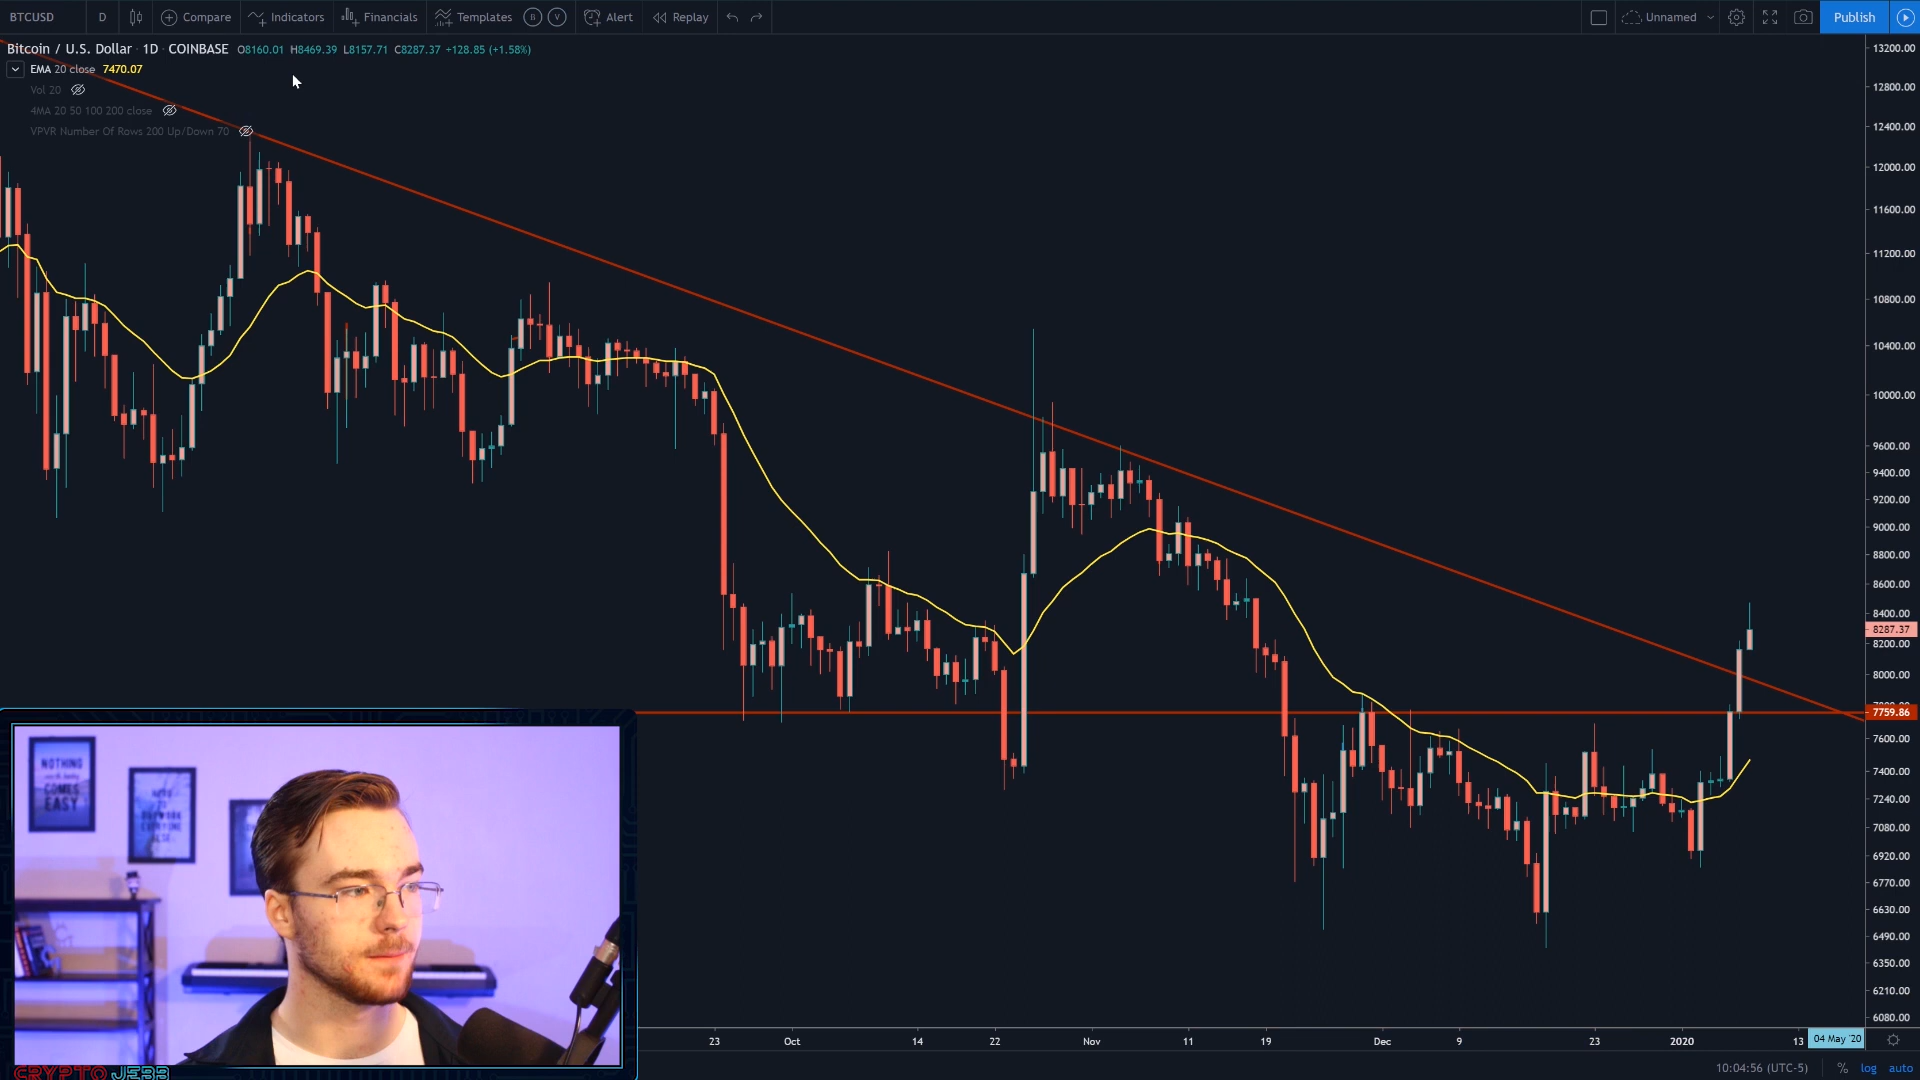 BTCUSD D Compare Indicators Financials Templates B V Alert Replay Unnamed Publish
Bitcoin / U.S. Dollar · 1D · COINBASE O8160.01 H8469.39 L8157.71 C8287.37 +128.85 (+1.58%)
EMA 20 close 7470.07
Vol 20
4MA 20 50 100 200 close
VPVR Number Of Rows 200 Up/Down 70
13200.00
12800.00
12400.00
12000.00
11600.00
11200.00
10800.00
10400.00
10000.00
9600.00
9400.00
9200.00
9000.00
8800.00
8600.00
8400.00
8287.37
8200.00
8000.00
7759.86
7600.00
7400.00
7240.00
7080.00
6920.00
6770.00
6630.00
6490.00
6350.00
6210.00
6080.00
NOTHING
COMES
EASY
OUTWORK
EVERYONE
ELSE
23 Oct 14 22 Nov 11 19 Dec 9 23 2020 13 04 May '20
CRYPTO JEBB
10:04:56 (UTC-5) % log auto